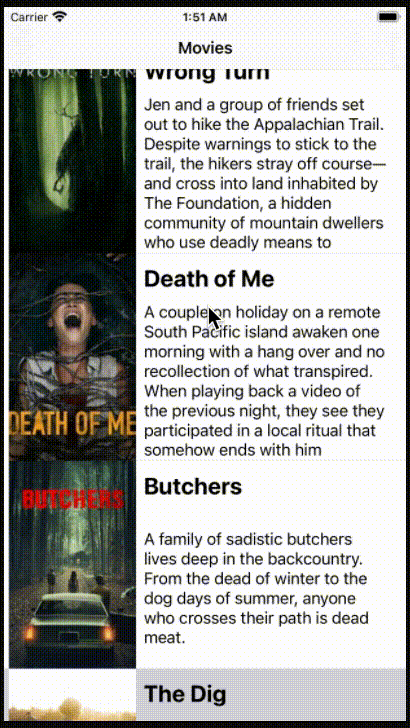 Carrier
1:51 AM
Movies
WRONG TURN
Wrong Turn
Jen and a group of friends set
out to hike the Appalachian Trail.
Despite warnings to stick to the
trail, the hikers stray off course—
and cross into land inhabited by
The Foundation, a hidden
community of mountain dwellers
who use deadly means to
Death of Me
A couple on holiday on a remote
South Pacific island awaken one
morning with a hang over and no
recollection of what transpired.
When playing back a video of
the previous night, they see they
participated in a local ritual that
somehow ends with him
DEATH OF ME
Butchers
BUTCHERS
A family of sadistic butchers
lives deep in the backcountry.
From the dead of winter to the
dog days of summer, anyone
who crosses their path is dead
meat.
The Dig